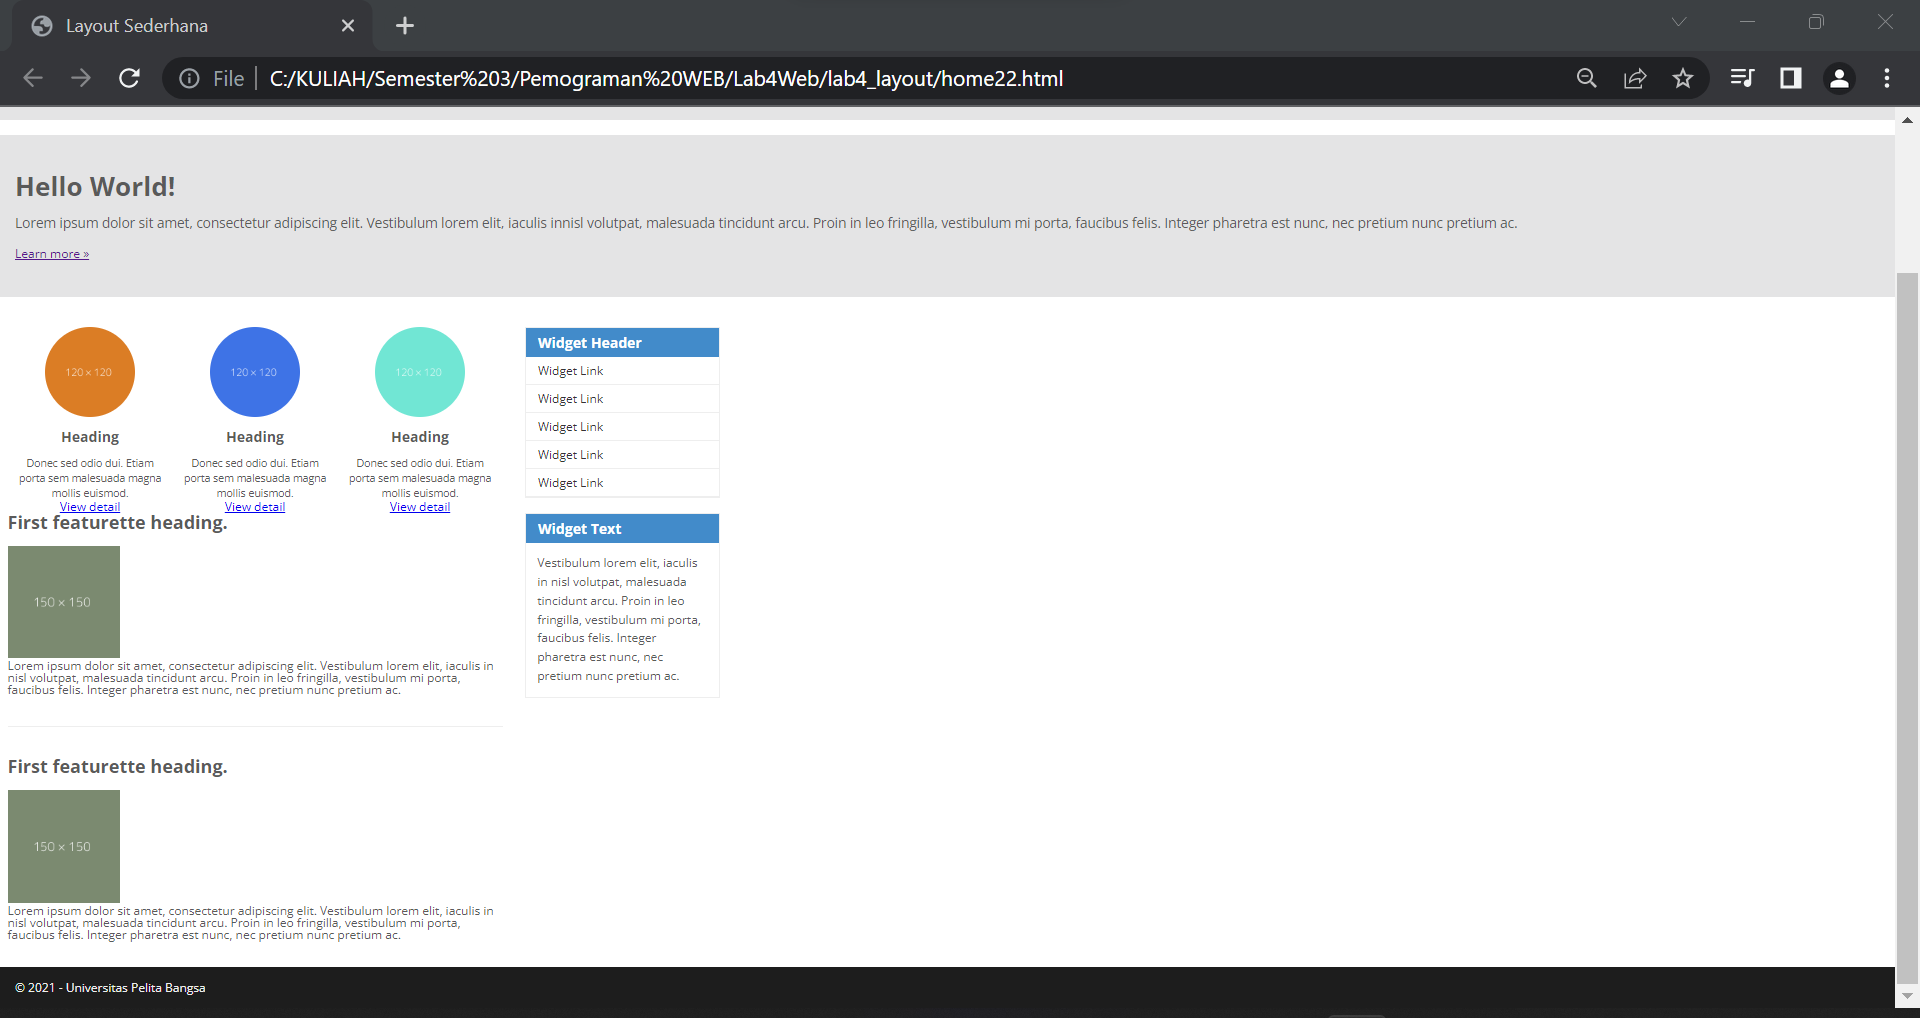 Layout Sederhana
File
C:/KULIAH/Semester%203/Pemograman%20WEB/Lab4Web/lab4_layout/home22.html
Hello World!
Lorem ipsum dolor sit amet, consectetur adipiscing elit. Vestibulum lorem elit, iaculis innisl volutpat, malesuada tincidunt arcu. Proin in leo fringilla, vestibulum mi porta, faucibus felis. Integer pharetra est nunc, nec pretium nunc pretium ac.
Learn more »
120 × 120
Heading
Donec sed odio dui. Etiam
porta sem malesuada magna
mollis euismod.
View detail
120 × 120
Heading
Donec sed odio dui. Etiam
porta sem malesuada magna
mollis euismod.
View detail
120 × 120
Heading
Donec sed odio dui. Etiam
porta sem malesuada magna
mollis euismod.
View detail
First featurette heading.
150 × 150
Lorem ipsum dolor sit amet, consectetur adipiscing elit. Vestibulum lorem elit, iaculis in
nisl volutpat, malesuada tincidunt arcu. Proin in leo fringilla, vestibulum mi porta,
faucibus felis. Integer pharetra est nunc, nec pretium nunc pretium ac.
First featurette heading.
150 × 150
Lorem ipsum dolor sit amet, consectetur adipiscing elit. Vestibulum lorem elit, iaculis in
nisl volutpat, malesuada tincidunt arcu. Proin in leo fringilla, vestibulum mi porta,
faucibus felis. Integer pharetra est nunc, nec pretium nunc pretium ac.
Widget Header
Widget Link
Widget Link
Widget Link
Widget Link
Widget Link
Widget Text
Vestibulum lorem elit, iaculis
in nisl volutpat, malesuada
tincidunt arcu. Proin in leo
fringilla, vestibulum mi porta,
faucibus felis. Integer
pharetra est nunc, nec
pretium nunc pretium ac.
© 2021 - Universitas Pelita Bangsa